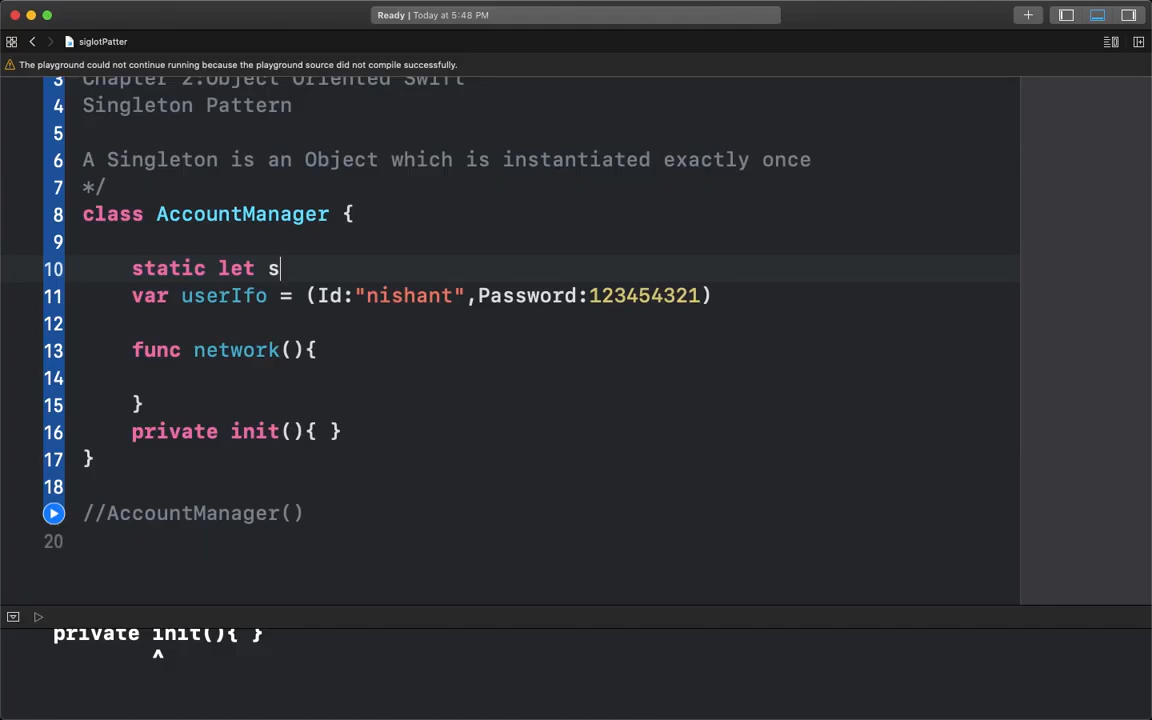 Ready | Today at 5:48 PM
siglotPatter
The playground could not continue running because the playground source did not compile successfully.
3 Chapter 2:Object Oriented Swift
4 Singleton Pattern
5
6 A Singleton is an Object which is instantiated exactly once
7 */
8 class AccountManager {
9
10 static let s
11 var userIfo = (Id:"nishant",Password:123454321)
12
13 func network(){
14
15 }
16 private init(){ }
17 }
18
//AccountManager()
20
private init(){ }
^